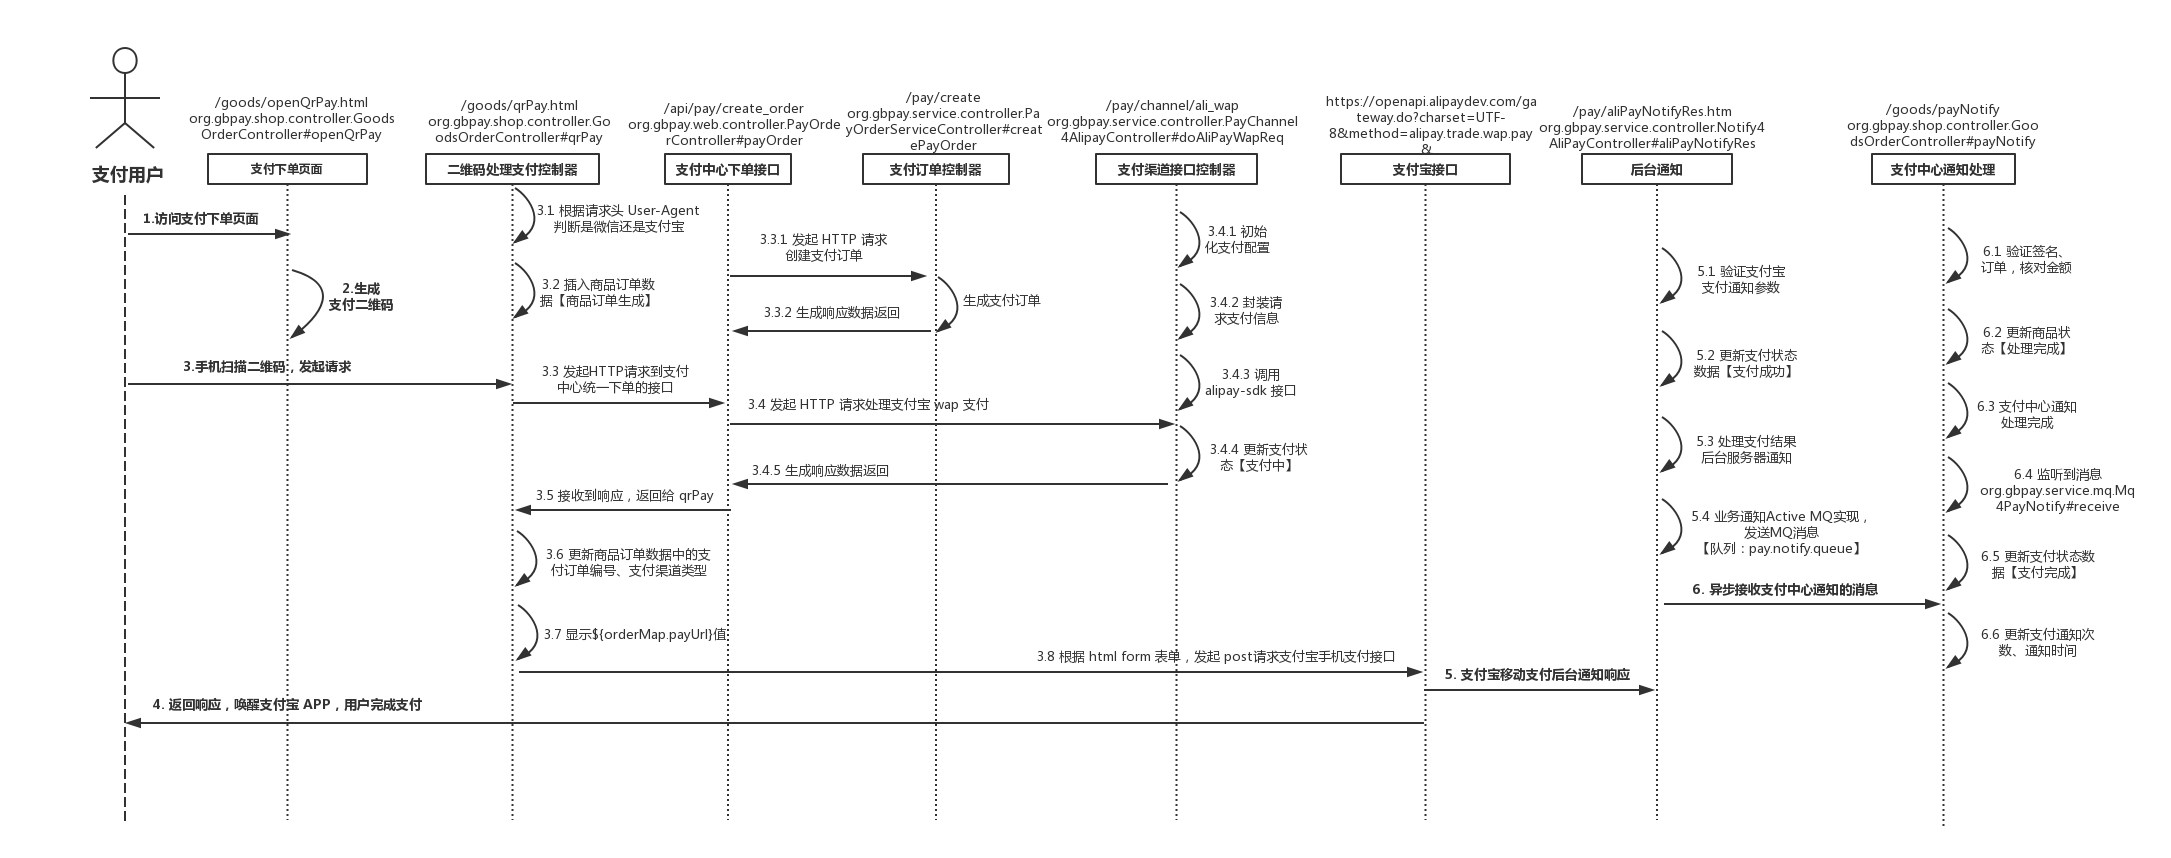 支付用户
/goods/openQrPay.html
org.gbpay.shop.controller.Goods
OrderController#openQrPay
支付下单页面
/goods/qrPay.html
org.gbpay.shop.controller.Go
odsOrderController#qrPay
二维码处理支付控制器
/api/pay/create_order
org.gbpay.web.controller.PayOrde
rController#payOrder
支付中心下单接口
/pay/create
org.gbpay.service.controller.Pa
yOrderServiceController#creat
ePayOrder
支付订单控制器
/pay/channel/ali_wap
org.gbpay.service.controller.PayChannel
4AlipayController#doAliPayWapReq
支付渠道接口控制器
https://openapi.alipaydev.com/ga
teway.do?charset=UTF-
8&method=alipay.trade.wap.pay
&
支付宝接口
/pay/aliPayNotifyRes.htm
org.gbpay.service.controller.Notify4
AliPayController#aliPayNotifyRes
后台通知
/goods/payNotify
org.gbpay.shop.controller.Goo
dsOrderController#payNotify
支付中心通知处理
1.访问支付下单页面
2.生成
支付二维码
3.手机扫描二维码，发起请求
3.1 根据请求头 User-Agent
判断是微信还是支付宝
3.2 插入商品订单数
据【商品订单生成】
3.3 发起HTTP请求到支付
中心统一下单的接口
3.3.1 发起 HTTP 请求
创建支付订单
生成支付订单
3.3.2 生成响应数据返回
3.4 发起 HTTP 请求处理支付宝 wap 支付
3.4.1 初始
化支付配置
3.4.2 封装请
求支付信息
3.4.3 调用
alipay-sdk 接口
3.4.4 更新支付状
态【支付中】
3.4.5 生成响应数据返回
3.5 接收到响应，返回给 qrPay
3.6 更新商品订单数据中的支
付订单编号、支付渠道类型
3.7 显示${orderMap.payUrl}值
3.8 根据 html form 表单，发起 post请求支付宝手机支付接口
4. 返回响应，唤醒支付宝 APP，用户完成支付
5. 支付宝移动支付后台通知响应
5.1 验证支付宝
支付通知参数
5.2 更新支付状态
数据【支付成功】
5.3 处理支付结果
后台服务器通知
5.4 业务通知Active MQ实现，
发送MQ消息
【队列：pay.notify.queue】
6. 异步接收支付中心通知的消息
6.1 验证签名、
订单，核对金额
6.2 更新商品状
态【处理完成】
6.3 支付中心通知
处理完成
6.4 监听到消息
org.gbpay.service.mq.Mq
4PayNotify#receive
6.5 更新支付状态数
据【支付完成】
6.6 更新支付通知次
数、通知时间